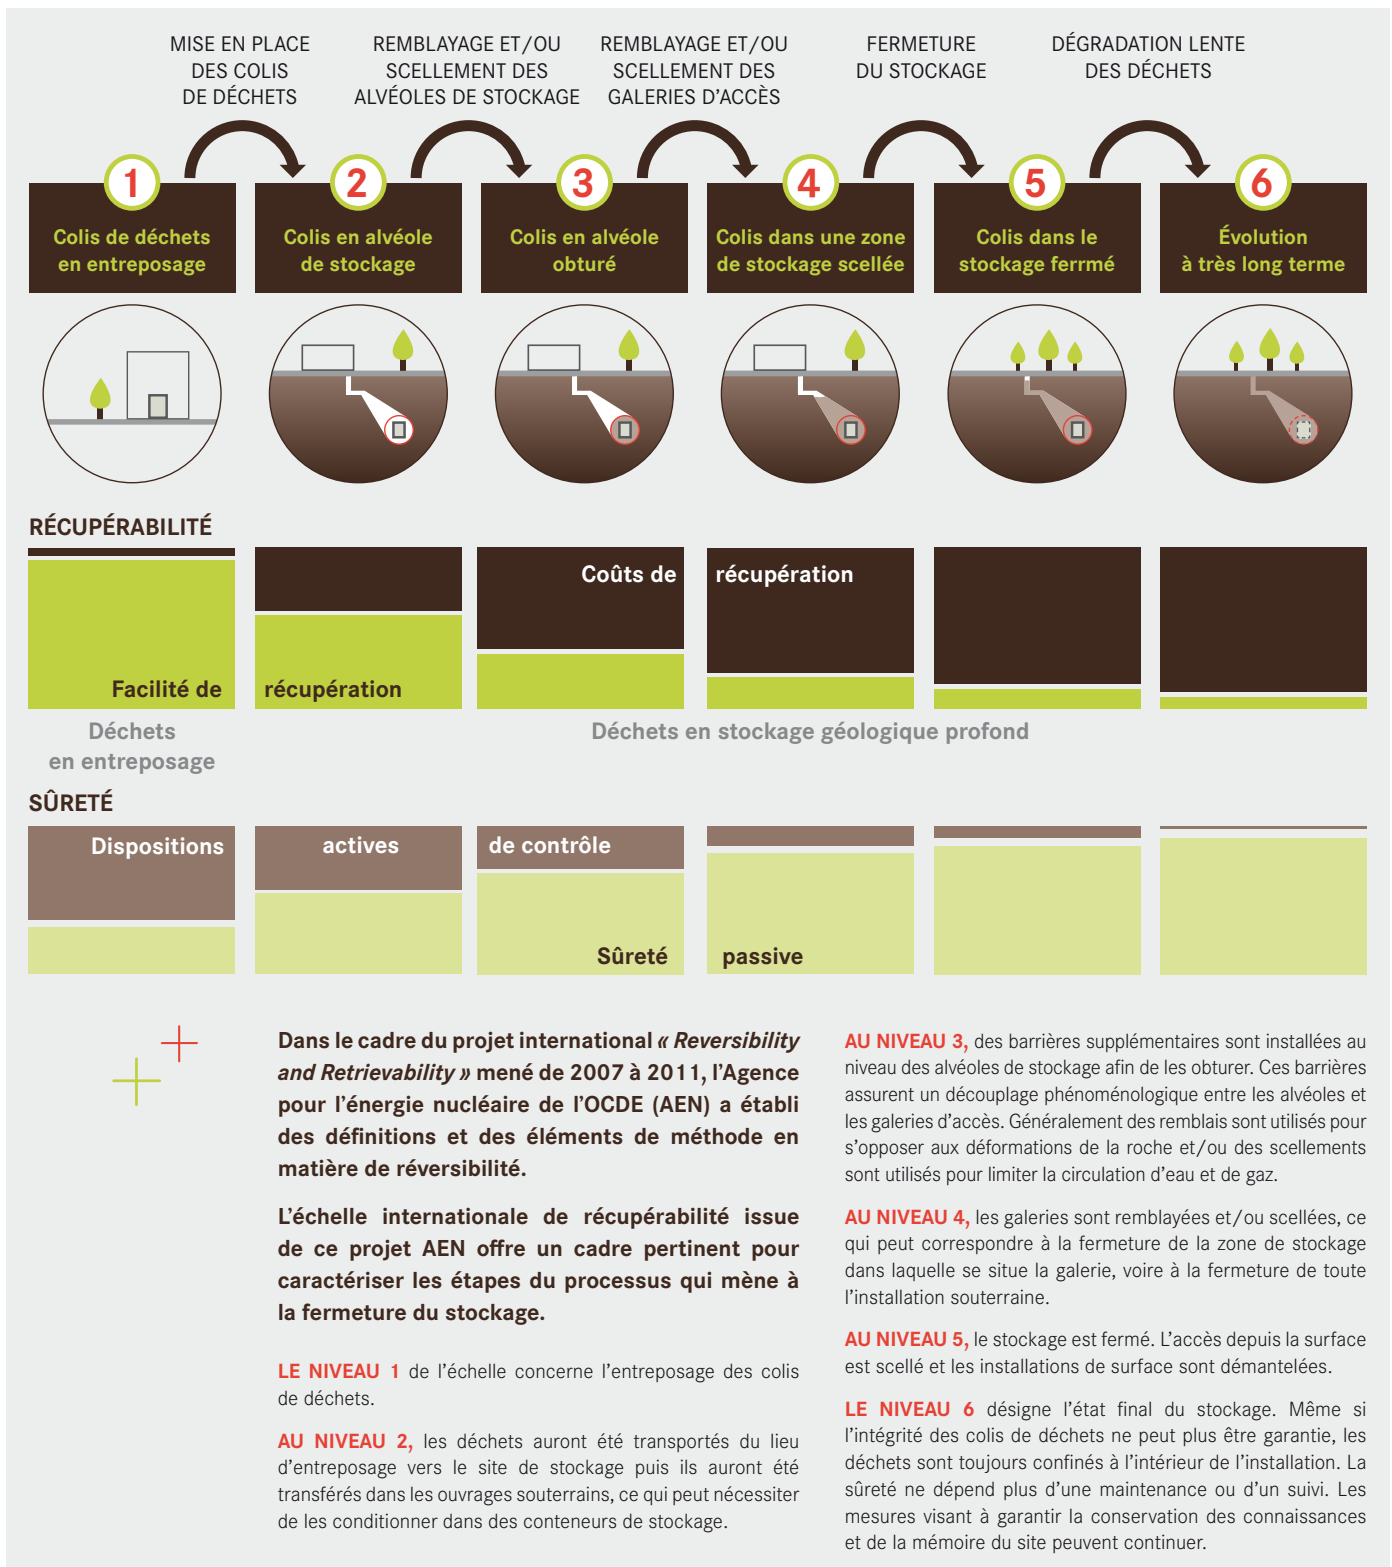 MISE EN PLACE
DES COLIS
DE DÉCHETS
REMBLAYAGE ET/OU
SCELLEMENT DES
ALVÉOLES DE STOCKAGE
REMBLAYAGE ET/OU
SCELLEMENT DES
GALERIES D'ACCÈS
FERMETURE
DU STOCKAGE
DÉGRADATION LENTE
DES DÉCHETS
1
Colis de déchets
en entreposage
2
Colis en alvéole
de stockage
3
Colis en alvéole
obturé
4
Colis dans une zone
de stockage scellée
5
Colis dans le
stockage ferrmé
6
Évolution
à très long terme
RÉCUPÉRABILITÉ
Coûts de récupération
Facilité de récupération
Déchets
en entreposage
Déchets en stockage géologique profond
SÛRETÉ
Dispositions actives de contrôle
Sûreté passive
Dans le cadre du projet international « Reversibility
and Retrievability » mené de 2007 à 2011, l'Agence
pour l'énergie nucléaire de l'OCDE (AEN) a établi
des définitions et des éléments de méthode en
matière de réversibilité.
L'échelle internationale de récupérabilité issue
de ce projet AEN offre un cadre pertinent pour
caractériser les étapes du processus qui mène à
la fermeture du stockage.
LE NIVEAU 1 de l'échelle concerne l'entreposage des colis
de déchets.
AU NIVEAU 2, les déchets auront été transportés du lieu
d'entreposage vers le site de stockage puis ils auront été
transférés dans les ouvrages souterrains, ce qui peut nécessiter
de les conditionner dans des conteneurs de stockage.
AU NIVEAU 3, des barrières supplémentaires sont installées au
niveau des alvéoles de stockage afin de les obturer. Ces barrières
assurent un découplage phénoménologique entre les alvéoles et
les galeries d'accès. Généralement des remblais sont utilisés pour
s'opposer aux déformations de la roche et/ou des scellements
sont utilisés pour limiter la circulation d'eau et de gaz.
AU NIVEAU 4, les galeries sont remblayées et/ou scellées, ce
qui peut correspondre à la fermeture de la zone de stockage
dans laquelle se situe la galerie, voire à la fermeture de toute
l'installation souterraine.
AU NIVEAU 5, le stockage est fermé. L'accès depuis la surface
est scellé et les installations de surface sont démantelées.
LE NIVEAU 6 désigne l'état final du stockage. Même si
l'intégrité des colis de déchets ne peut plus être garantie, les
déchets sont toujours confinés à l'intérieur de l'installation. La
sûreté ne dépend plus d'une maintenance ou d'un suivi. Les
mesures visant à garantir la conservation des connaissances
et de la mémoire du site peuvent continuer.